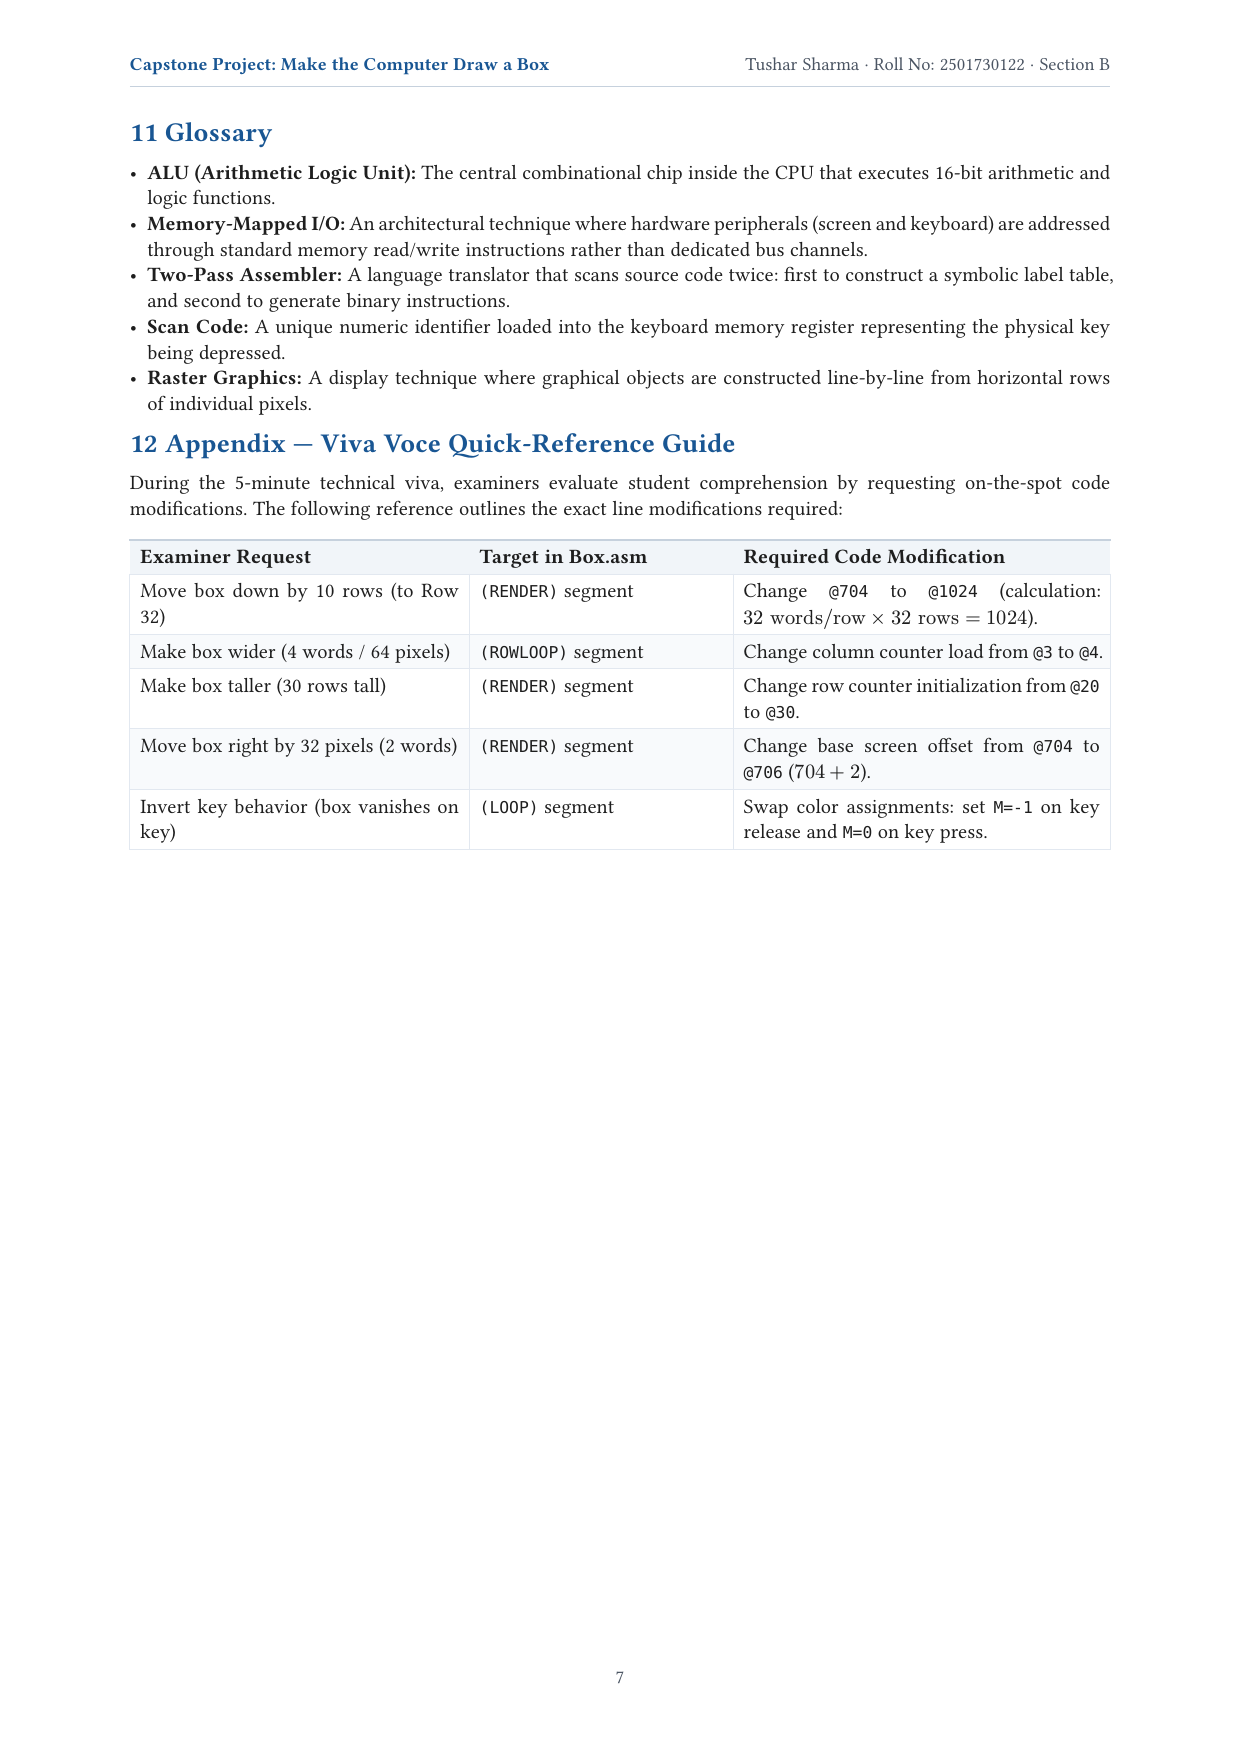 Capstone Project: Make the Computer Draw a Box
Tushar Sharma · Roll No: 2501730122 · Section B
11 Glossary
• ALU (Arithmetic Logic Unit): The central combinational chip inside the CPU that executes 16-bit arithmetic and
logic functions.
• Memory-Mapped I/O: An architectural technique where hardware peripherals (screen and keyboard) are addressed
through standard memory read/write instructions rather than dedicated bus channels.
• Two-Pass Assembler: A language translator that scans source code twice: first to construct a symbolic label table,
and second to generate binary instructions.
• Scan Code: A unique numeric identifier loaded into the keyboard memory register representing the physical key
being depressed.
• Raster Graphics: A display technique where graphical objects are constructed line-by-line from horizontal rows
of individual pixels.
12 Appendix — Viva Voce Quick-Reference Guide
During the 5-minute technical viva, examiners evaluate student comprehension by requesting on-the-spot code
modifications. The following reference outlines the exact line modifications required:
Examiner Request
Target in Box.asm
Required Code Modification
Move box down by 10 rows (to Row
32)
(RENDER) segment
Change @704 to @1024 (calculation:
32 words/row × 32 rows = 1024).
Make box wider (4 words / 64 pixels)
(ROWLOOP) segment
Change column counter load from @3 to @4.
Make box taller (30 rows tall)
(RENDER) segment
Change row counter initialization from @20
to @30.
Move box right by 32 pixels (2 words)
(RENDER) segment
Change base screen offset from @704 to
@706 (704 + 2).
Invert key behavior (box vanishes on
key)
(LOOP) segment
Swap color assignments: set M=-1 on key
release and M=0 on key press.
7